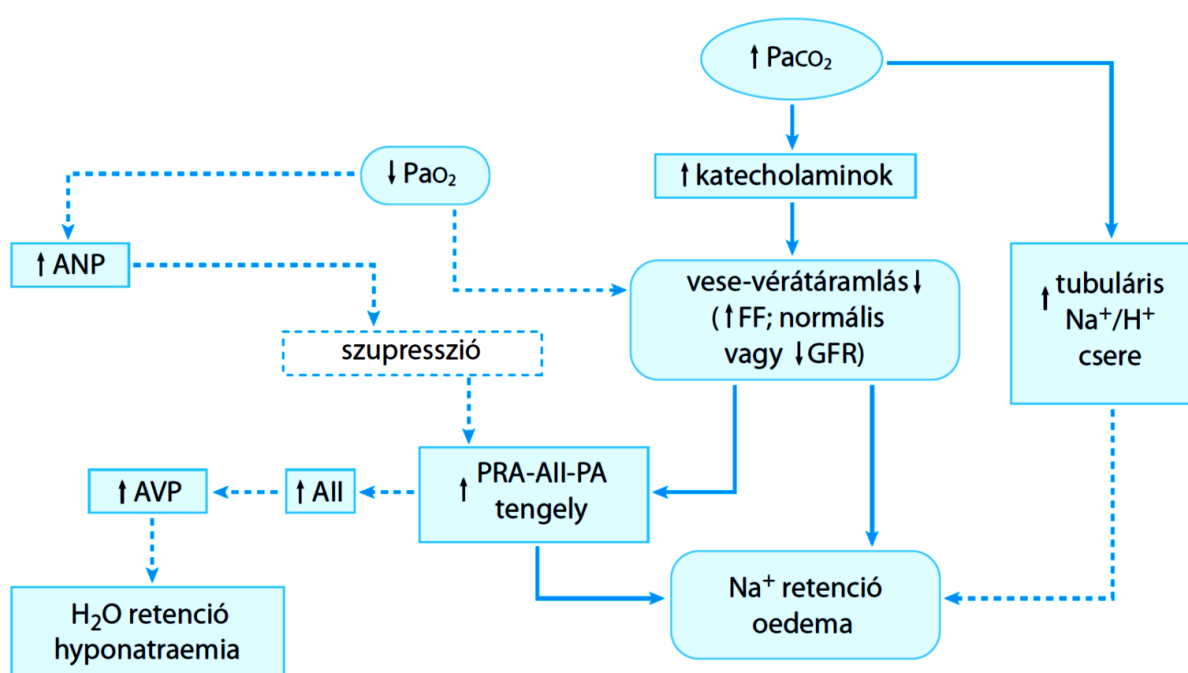 ↑ PaCO₂
↓ PaO₂
↑ katecholaminok
↑ ANP
vese-vérátáramlás↓
(↑FF; normális
vagy ↓GFR)
↑ tubuláris
Na⁺/H⁺
csere
szupresszió
↑ AVP
↑ AII
↑ PRA-AII-PA
tengely
H₂O retenció
hyponatraemia
Na⁺ retenció
oedema